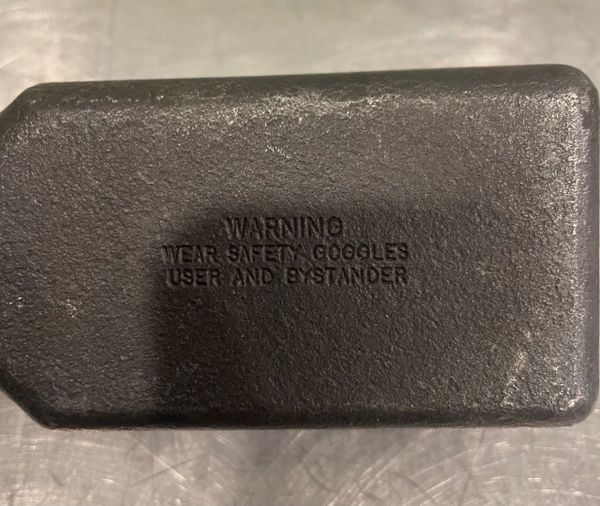 WARNING
WEAR SAFETY GOGGLES
USER AND BYSTANDER